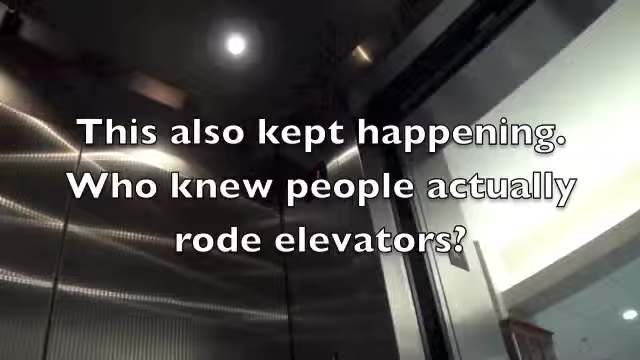 This also kept happening.
Who knew people actually
rode elevators?